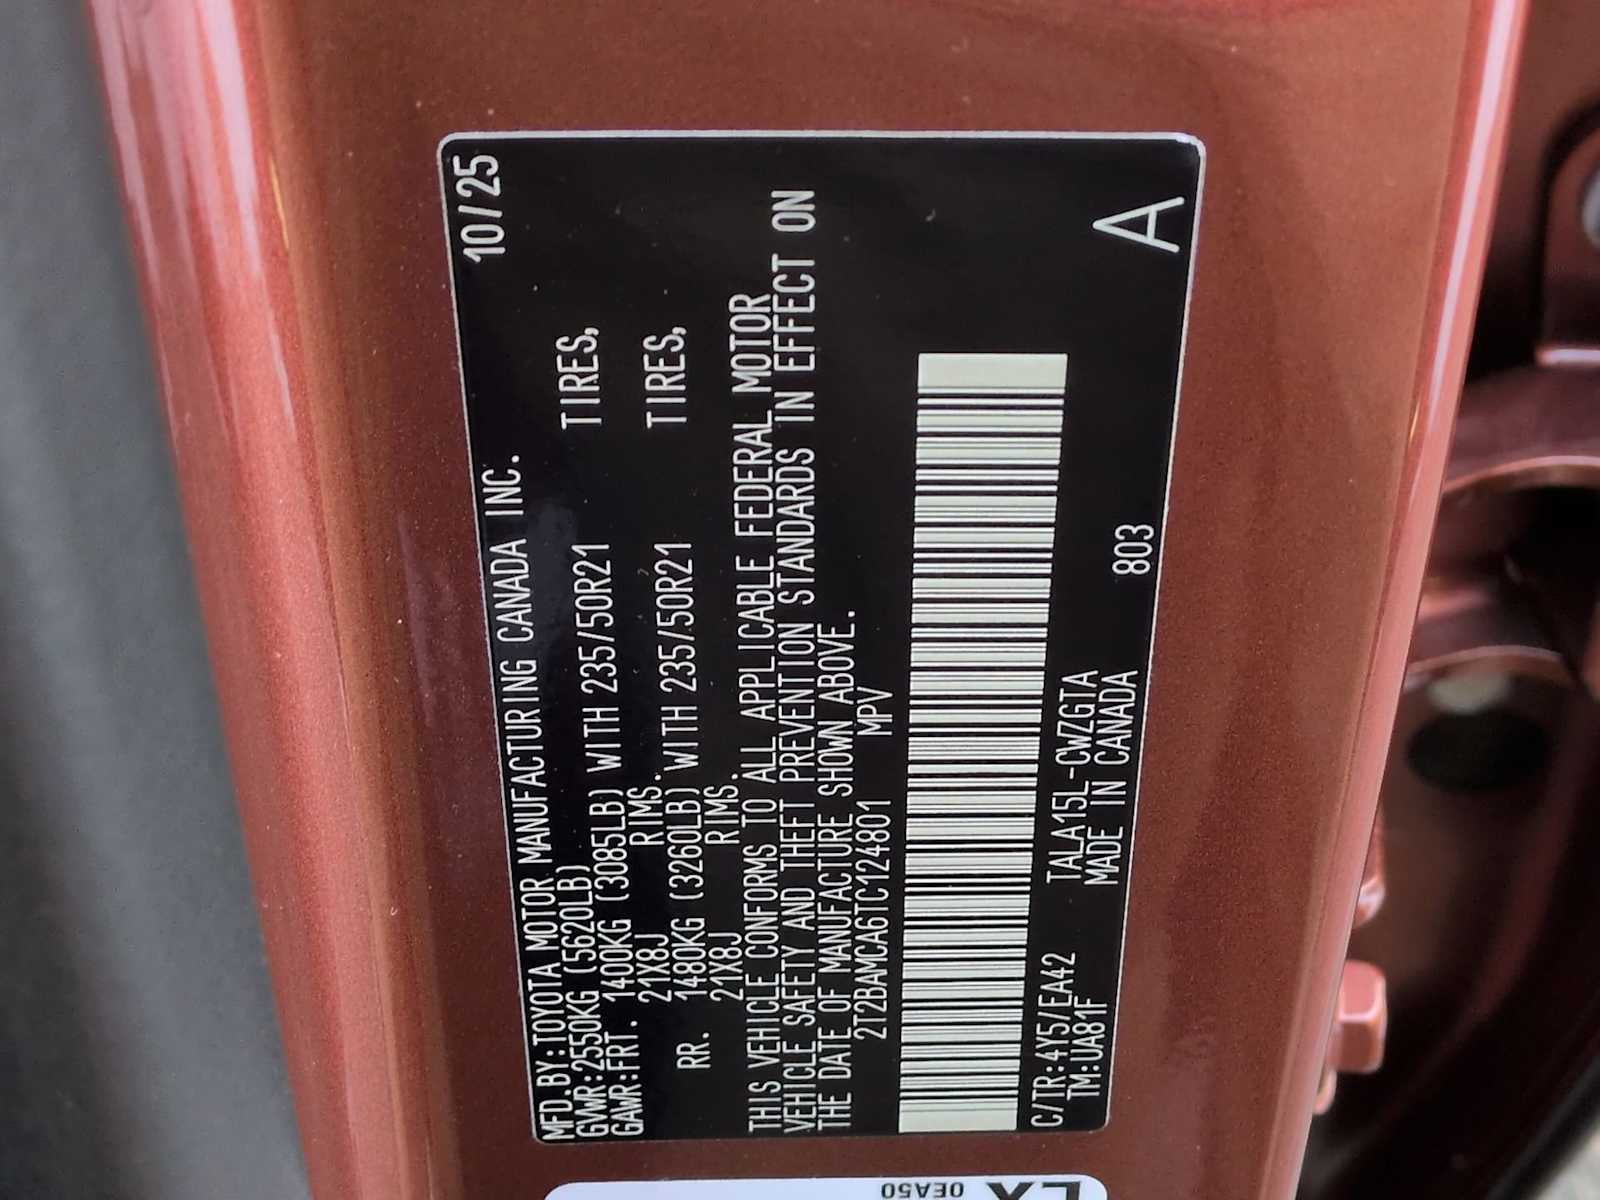 MFD.BY:TOYOTA MOTOR MANUFACTURING CANADA INC. 10/25
GVWR:2550KG (5620LB)
GAWR:FRT. 1400KG (3085LB) WITH 235/50R21 TIRES,
21X8J RIMS.
RR. 1480KG (3260LB) WITH 235/50R21 TIRES,
21X8J RIMS.
THIS VEHICLE CONFORMS TO ALL APPLICABLE FEDERAL MOTOR
VEHICLE SAFETY AND THEFT PREVENTION STANDARDS IN EFFECT ON
THE DATE OF MANUFACTURE SHOWN ABOVE.
2T2BAMCA6TC124801 MPV
C/TR:4Y5/EA42 TALA15L-CWZGTA 803 A
TM:UA81F MADE IN CANADA
0EA50